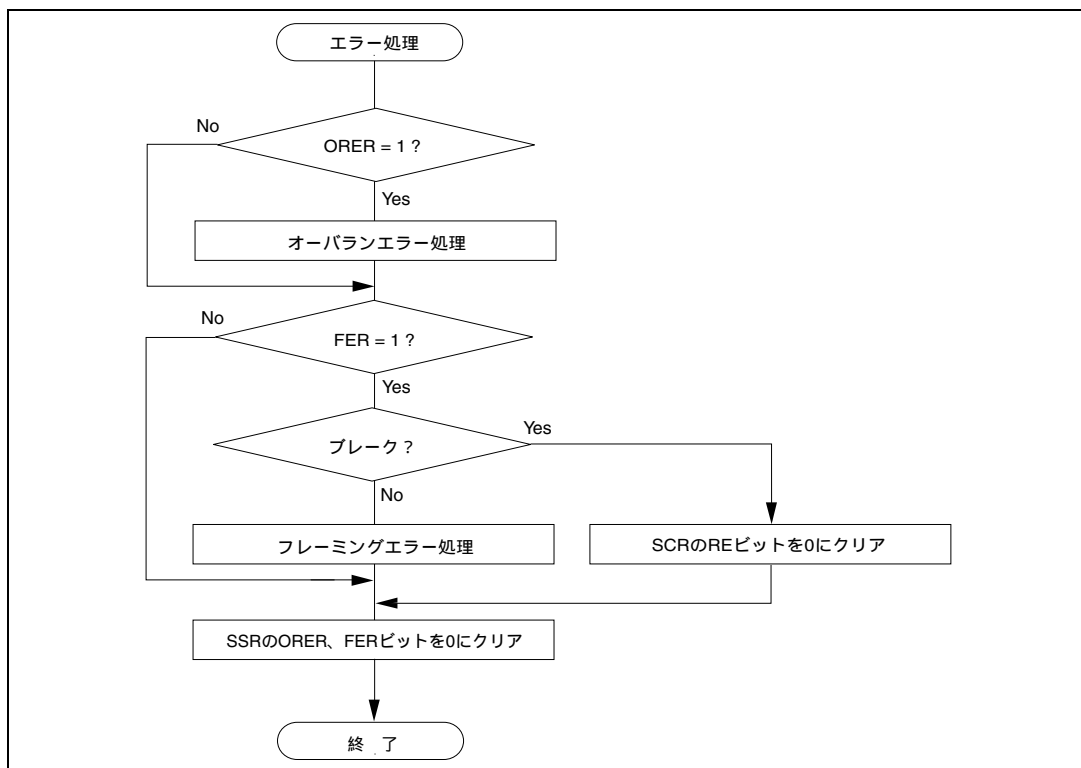 エラー処理
No
ORER = 1 ?
Yes
オーバランエラー処理
No
FER = 1 ?
Yes
ブレーク?
Yes
No
フレーミングエラー処理
SCRのREビットを0にクリア
SSRのORER、FERビットを0にクリア
終 了